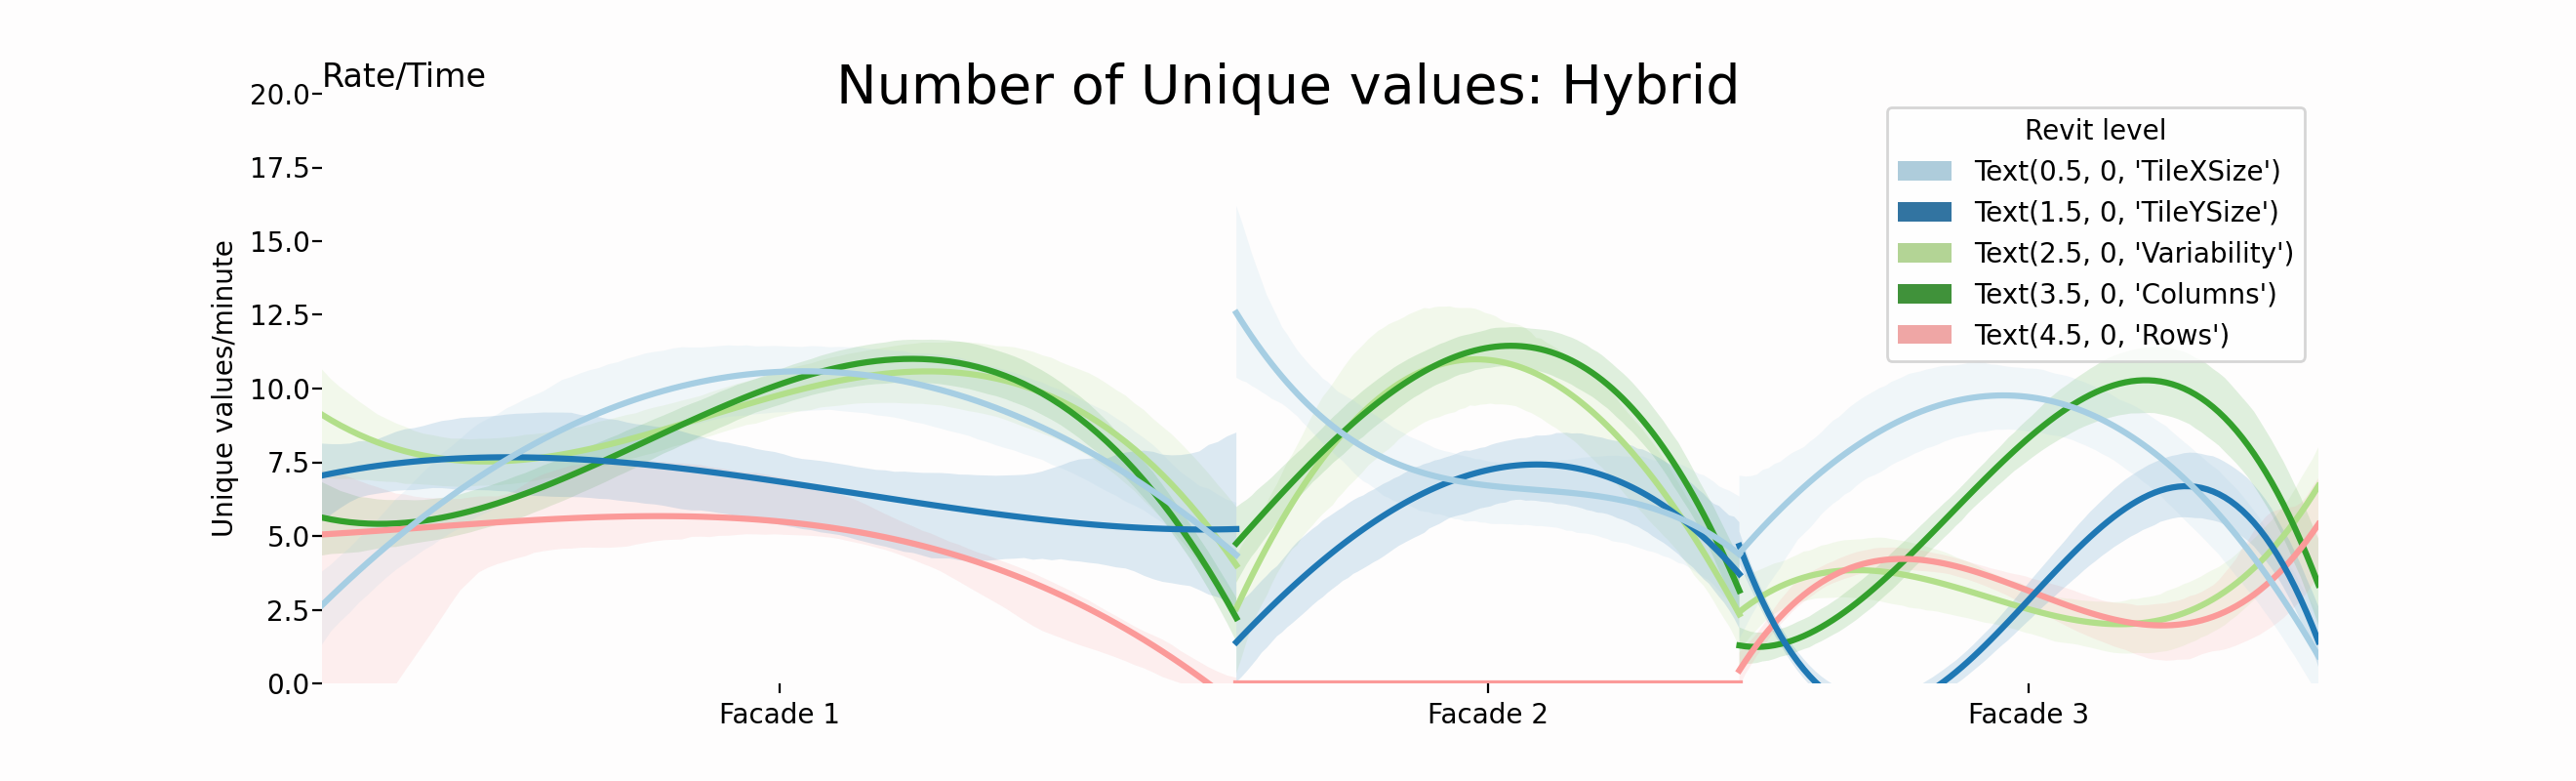 Rate/Time
Number of Unique values: Hybrid
Unique values/minute
20.0
17.5
15.0
12.5
10.0
7.5
5.0
2.5
0.0
Revit level
Text(0.5, 0, 'TileXSize')
Text(1.5, 0, 'TileYSize')
Text(2.5, 0, 'Variability')
Text(3.5, 0, 'Columns')
Text(4.5, 0, 'Rows')
Facade 1
Facade 2
Facade 3